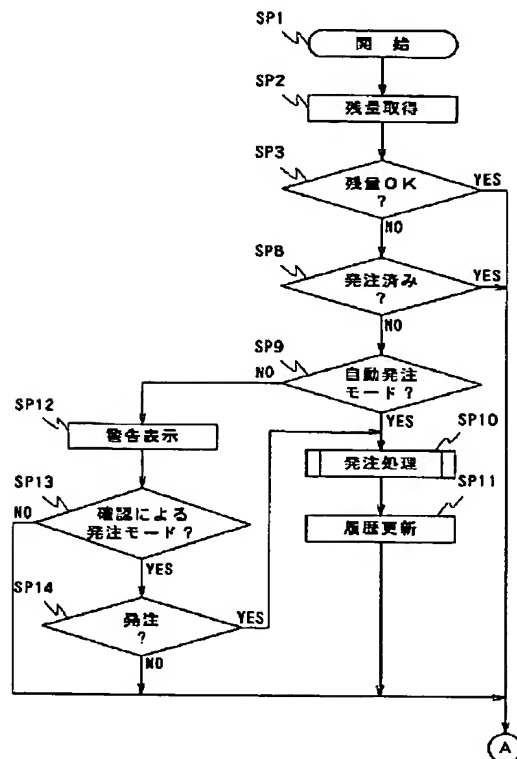 SP1
開 始
SP2
残量取得
SP3
残量OK
?
YES
NO
SP8
発注済み
?
YES
NO
SP9
自動発注
モード?
NO
YES
SP12
警告表示
SP10
発注処理
SP13
確認による
発注モード?
NO
YES
SP11
履歴更新
SP14
発注
?
YES
NO
A